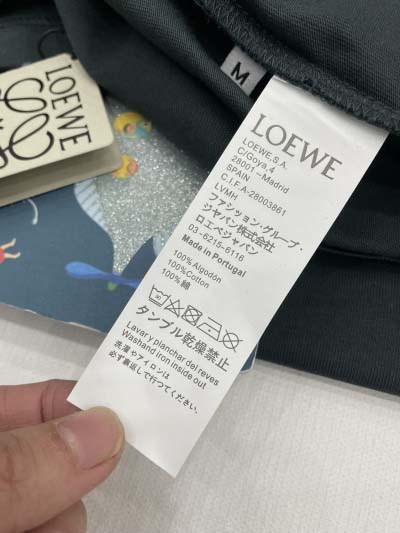 LOEWE
M
LOEWE
LOEWE, S.A.
C/Goya, 4
28001 - Madrid
SPAIN
C.I.F.A-28003861
LVMH
ファッション・グループ・
ジャパン株式会社
ロエベジャパン
03-6215-6116
Made in Portugal
100% Algodón
100%Cotton
100%綿
タンブル乾燥禁止
Lavary planchar del reves
Washand iron inside out
洗濯やアイロンは
必ず裏返しで行ってください。